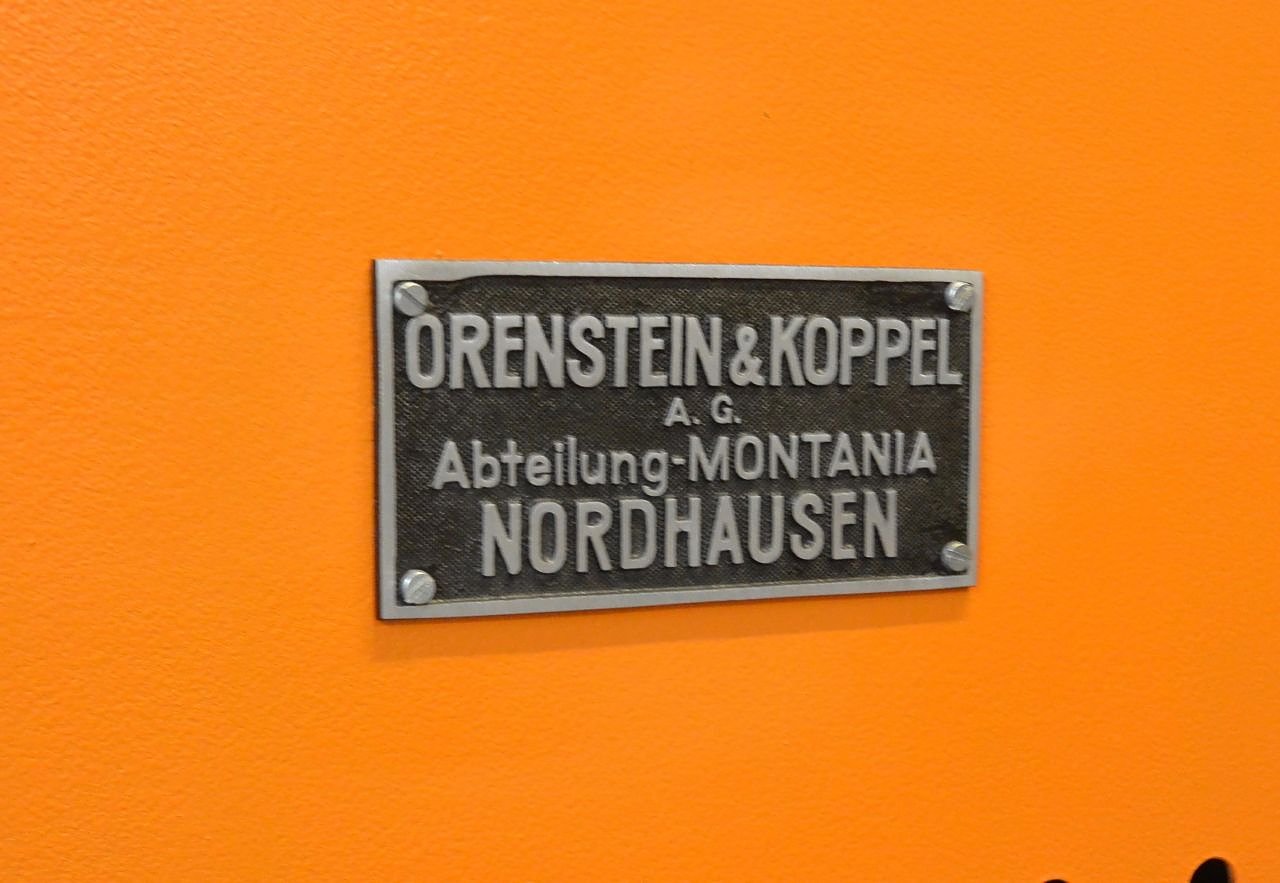 ORENSTEIN & KOPPEL
A. G.
Abteilung-MONTANIA
NORDHAUSEN